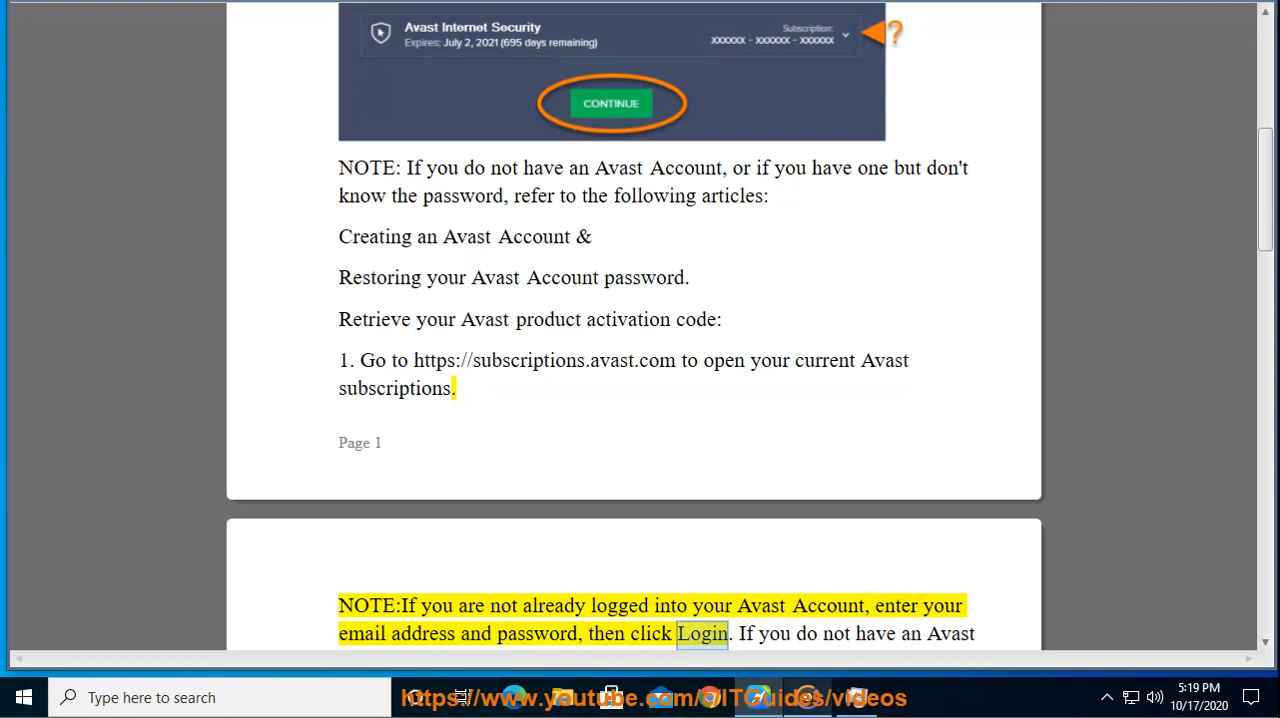 Avast Internet Security
Subscription:
Expires: July 2, 2021 (695 days remaining)
XXXXXX - XXXXXX - XXXXXX
?
CONTINUE
NOTE: If you do not have an Avast Account, or if you have one but don't
know the password, refer to the following articles:
Creating an Avast Account &
Restoring your Avast Account password.
Retrieve your Avast product activation code:
1. Go to https://subscriptions.avast.com to open your current Avast
subscriptions.
Page 1
NOTE:If you are not already logged into your Avast Account, enter your
email address and password, then click Login. If you do not have an Avast
Type here to search
https://www.youtube.com/@ITGuides/videos
5:19 PM
10/17/2020